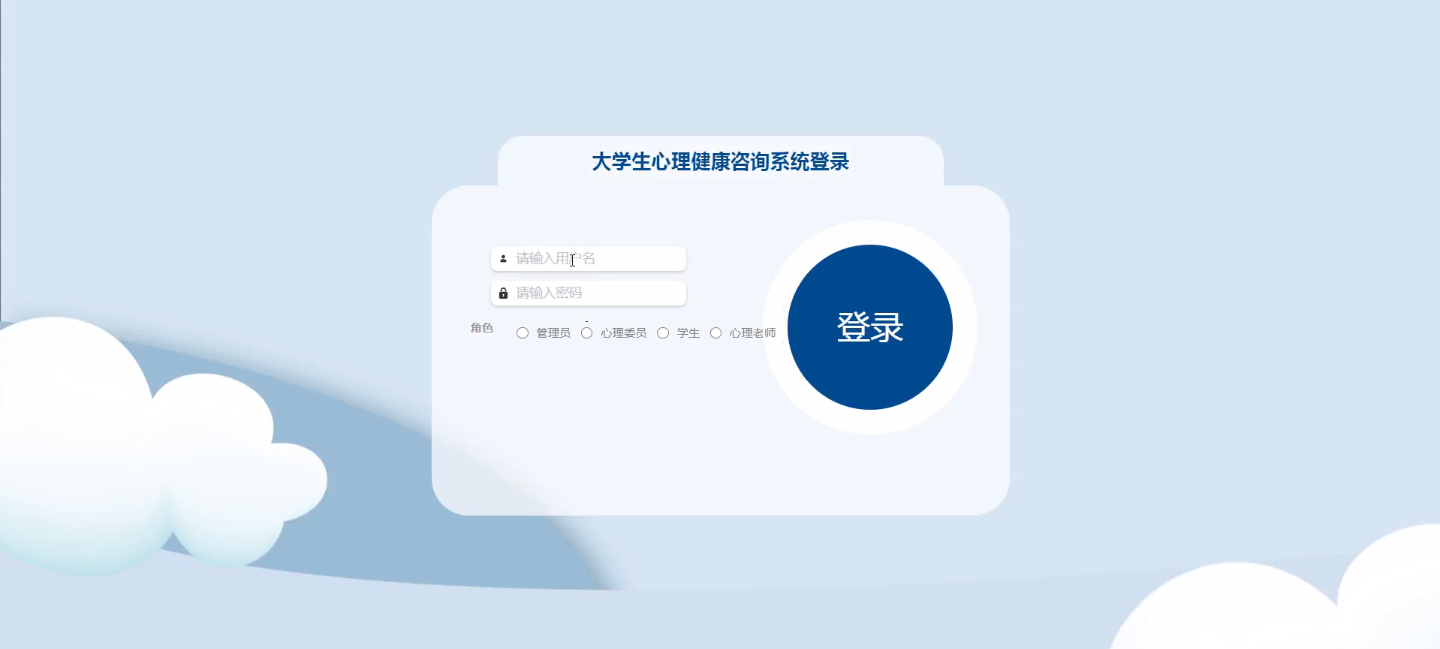 大学生心理健康咨询系统登录
请输入用户名
请输入密码
角色 管理员 心理委员 学生 心理老师
登录